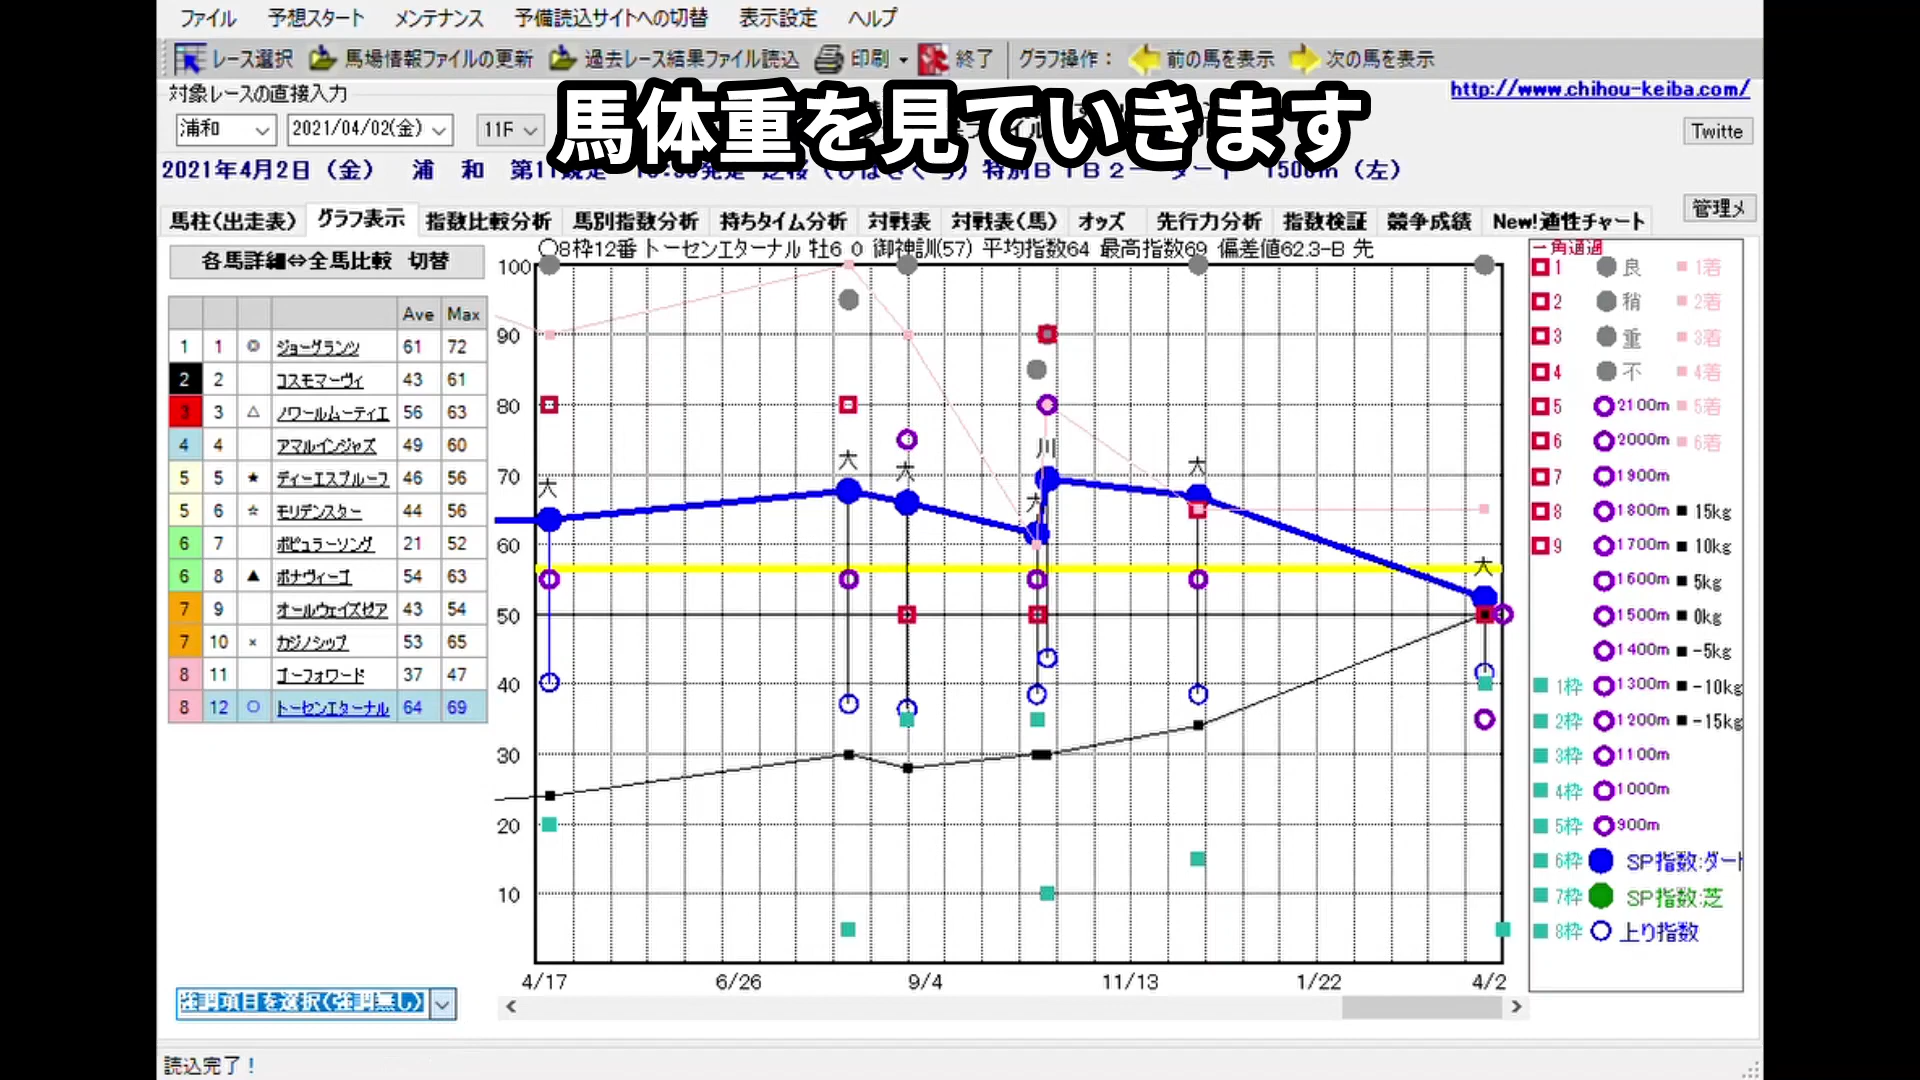 ファイル 予想スタート メンテナンス 予備読込サイトへの切替 表示設定 ヘルプ
レース選択 馬場情報ファイルの更新 過去レース結果ファイル読込 印刷 終了 グラフ操作： 前の馬を表示 次の馬を表示
対象レースの直接入力
http://www.chihou-keiba.com/
浦和 2021/04/02(金) 11R
馬体重を見ていきます
Twitte
2021年4月2日（金） 浦 和 第11 特別B1B2 ダート 1500m（左）
管理メ
馬柱(出走表) グラフ表示 指数比較分析 馬別指数分析 持ちタイム分析 対戦表 対戦表(馬) オッズ 先行力分析 指数検証 競争成績 New!適性チャート
各馬詳細⇔全馬比較 切替
○8枠12番 トーセンエターナル 牡6 0 御神訓(57) 平均指数64 最高指数69 偏差値62.3-B 先
Ave Max
1 1 ◎ ジョーグランツ 61 72
2 2 コスモマーヴィ 43 61
3 3 △ ノワールムーティエ 56 63
4 4 アマルインジャズ 49 60
5 5 ★ ディーエスプルーフ 46 56
5 6 ☆ モリデンスター 44 56
6 7 ポピュラーソング 21 52
6 8 ▲ ボナヴィーゴ 54 63
7 9 オールウェイズゼア 43 54
7 10 × カジノシップ 53 65
8 11 ゴーフォワード 37 47
8 12 ○ トーセンエターナル 64 69
100
90
80
70
60
50
40
30
20
10
大 大 大 大 川 大 大
4/17 6/26 9/4 11/13 1/22 4/2
一角通過
1 良 1着
2 稍 2着
3 重 3着
4 不 4着
5 2100m 5着
6 2000m 6着
7 1900m
8 1800m 15kg
9 1700m 10kg
1600m 5kg
1500m 0kg
1400m -5kg
1枠 1300m -10kg
2枠 1200m -15kg
3枠 1100m
4枠 1000m
5枠 900m
6枠 SP指数:ダート
7枠 SP指数:芝
8枠 上り指数
強調項目を選択(強調無し)
読込完了！